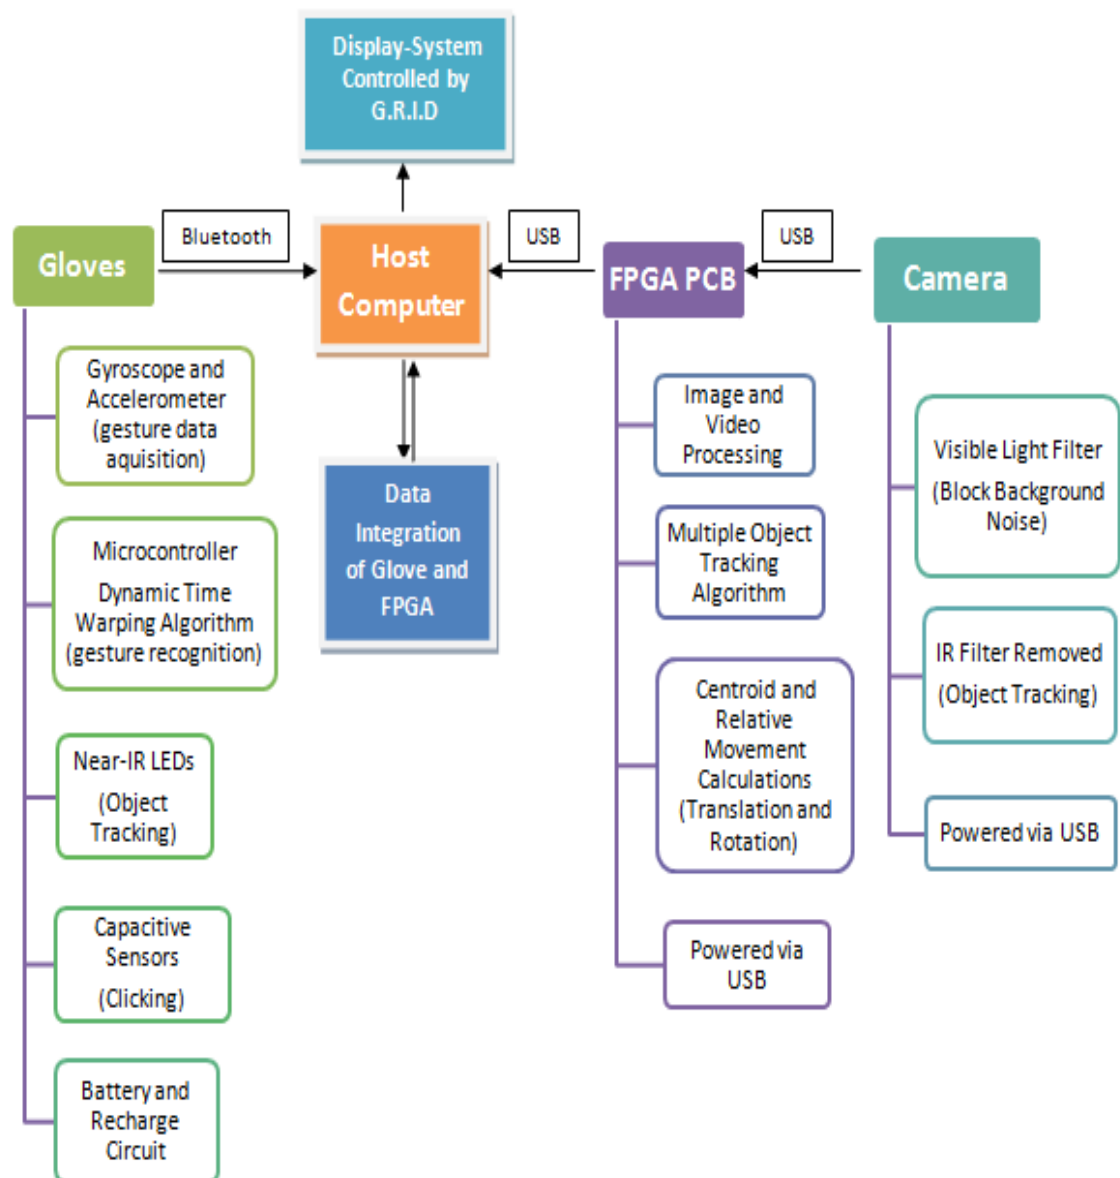 Display-System
Controlled by
G.R.I.D
Bluetooth
USB
USB
Gloves
Host
Computer
FPGA PCB
Camera
Gyroscope and
Accelerometer
(gesture data
aquisition)
Microcontroller
Dynamic Time
Warping Algorithm
(gesture recognition)
Near-IR LEDs
(Object
Tracking)
Capacitive
Sensors
(Clicking)
Battery and
Recharge
Circuit
Data
Integration
of Glove and
FPGA
Image and
Video
Processing
Multiple Object
Tracking
Algorithm
Centroid and
Relative
Movement
Calculations
(Translation and
Rotation)
Powered via
USB
Visible Light Filter
(Block Background
Noise)
IR Filter Removed
(Object Tracking)
Powered via USB